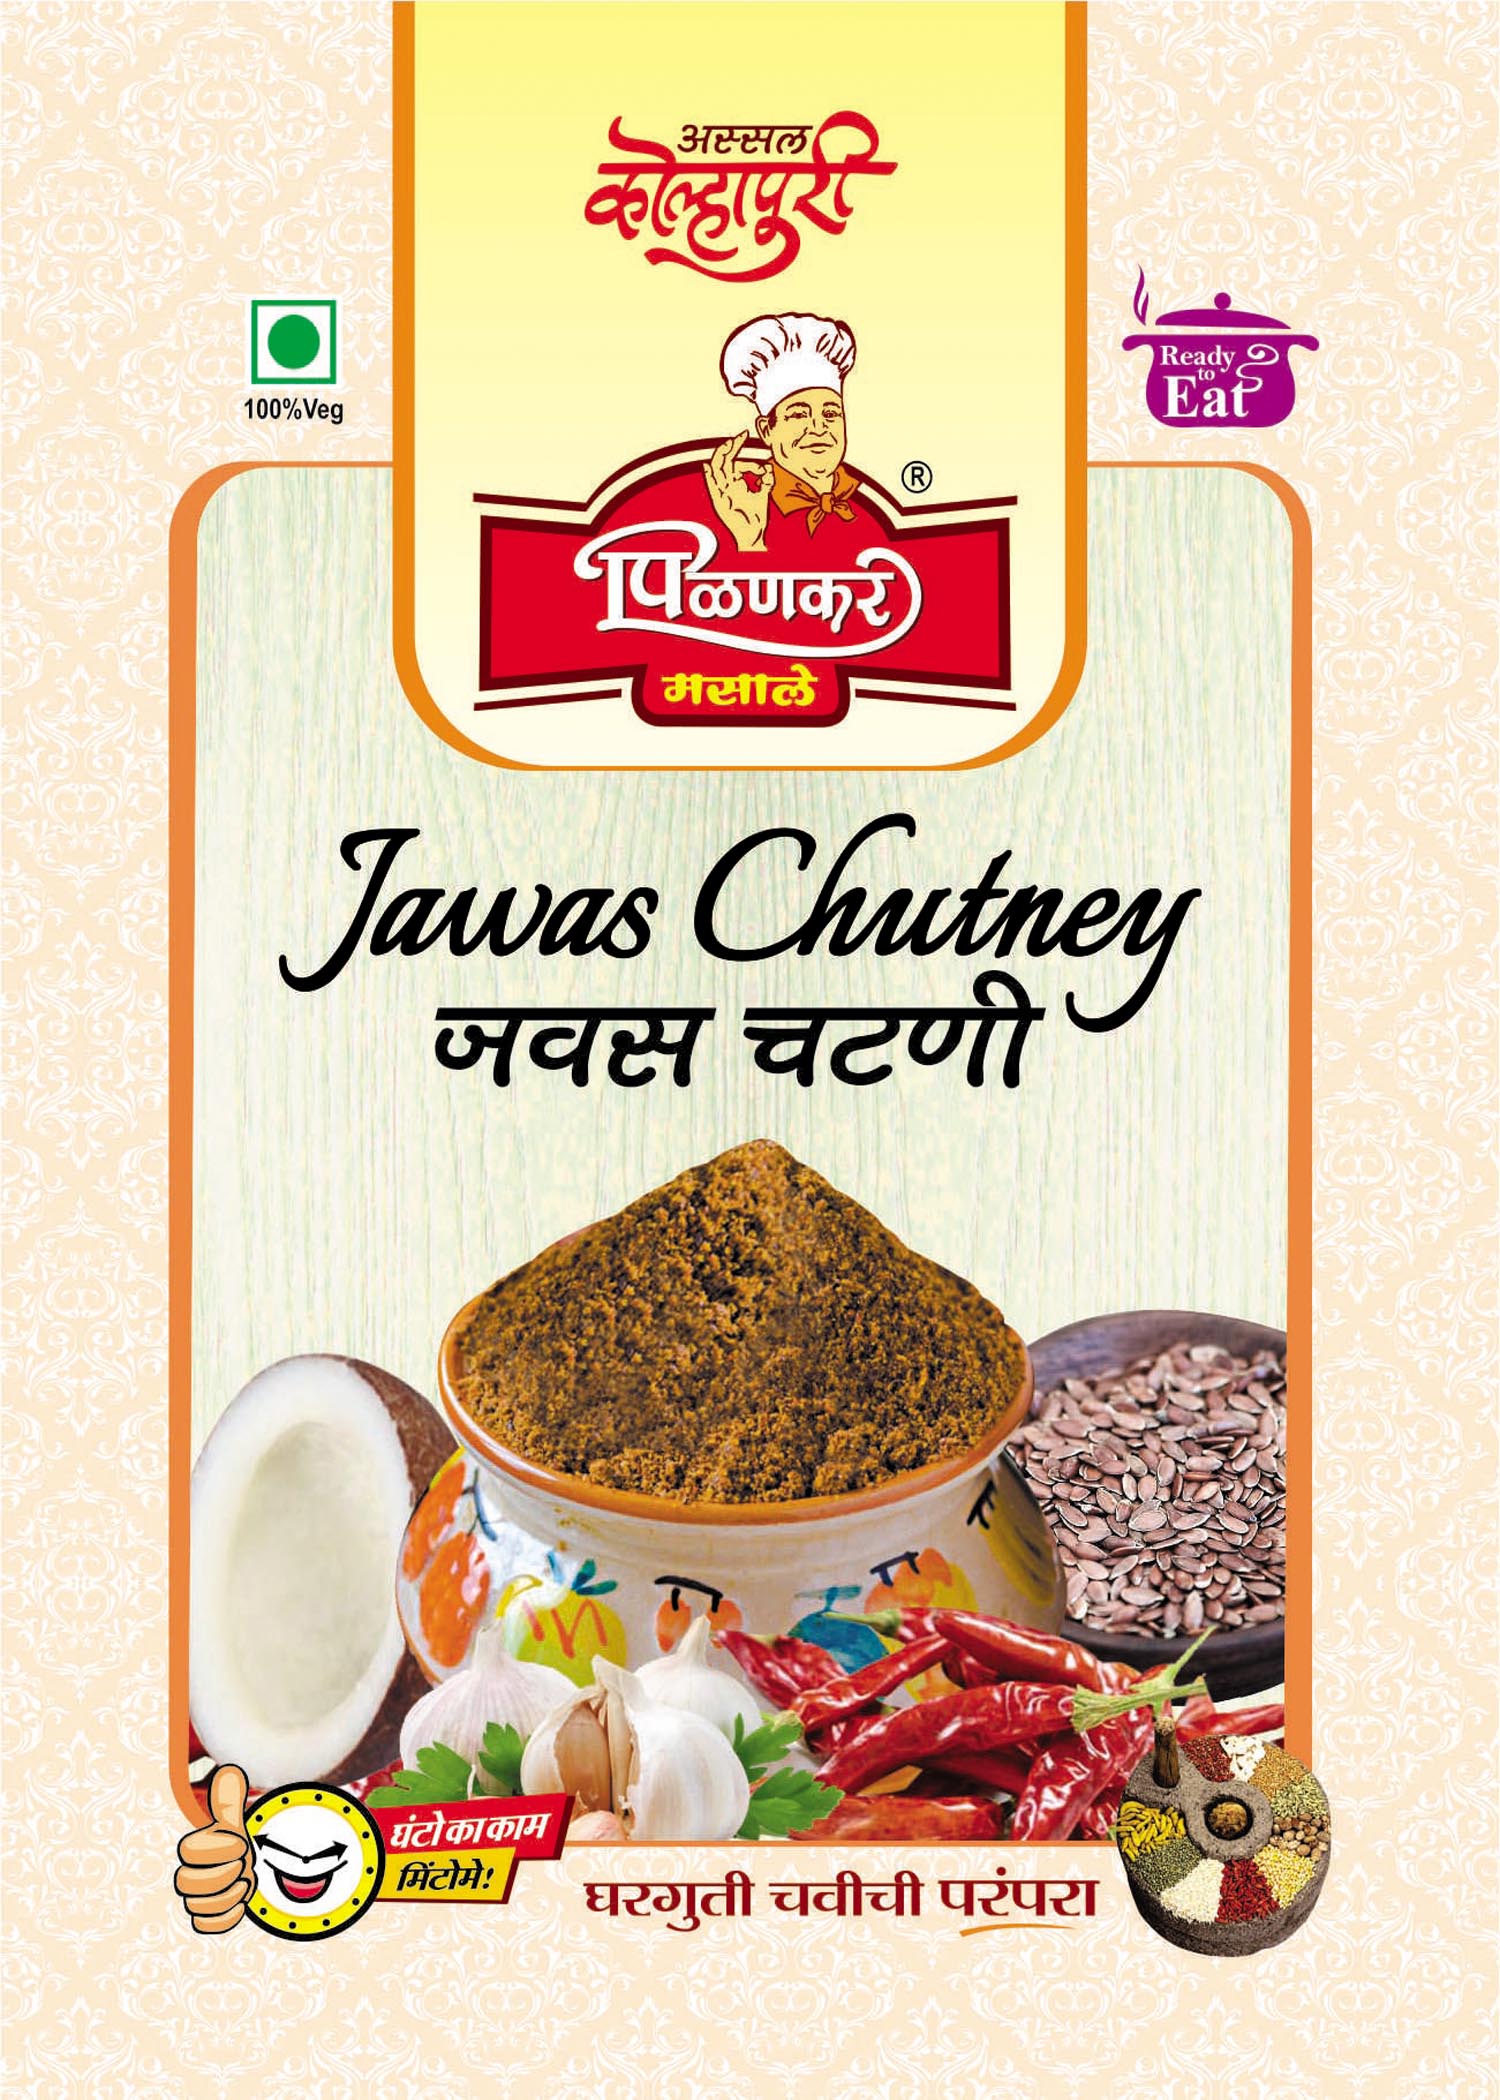 अस्सल
कोल्हापुरी
100%Veg
Ready
to
Eat
®
पिळणकर
मसाले
Jawas Chutney
जवस चटणी
घंटो का काम
मिंटोमे!
घरगुती चवीची परंपरा